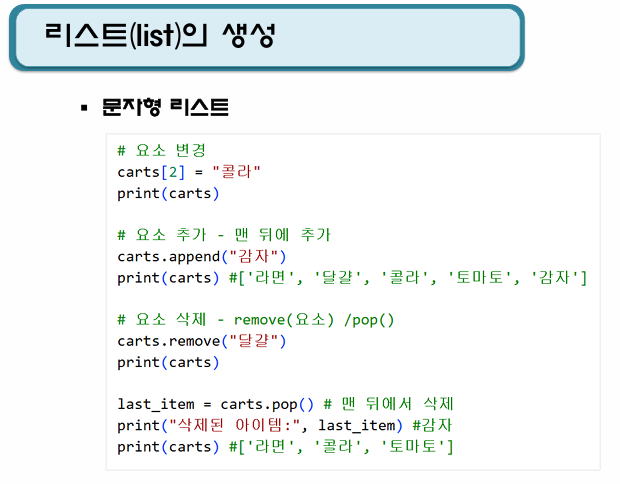 리스트(list)의 생성
▪ 문자형 리스트
# 요소 변경
carts[2] = "콜라"
print(carts)
# 요소 추가 - 맨 뒤에 추가
carts.append("감자")
print(carts) #['라면', '달걀', '콜라', '토마토', '감자']
# 요소 삭제 - remove(요소) /pop()
carts.remove("달걀")
print(carts)
last_item = carts.pop() # 맨 뒤에서 삭제
print("삭제된 아이템:", last_item) #감자
print(carts) #['라면', '콜라', '토마토']